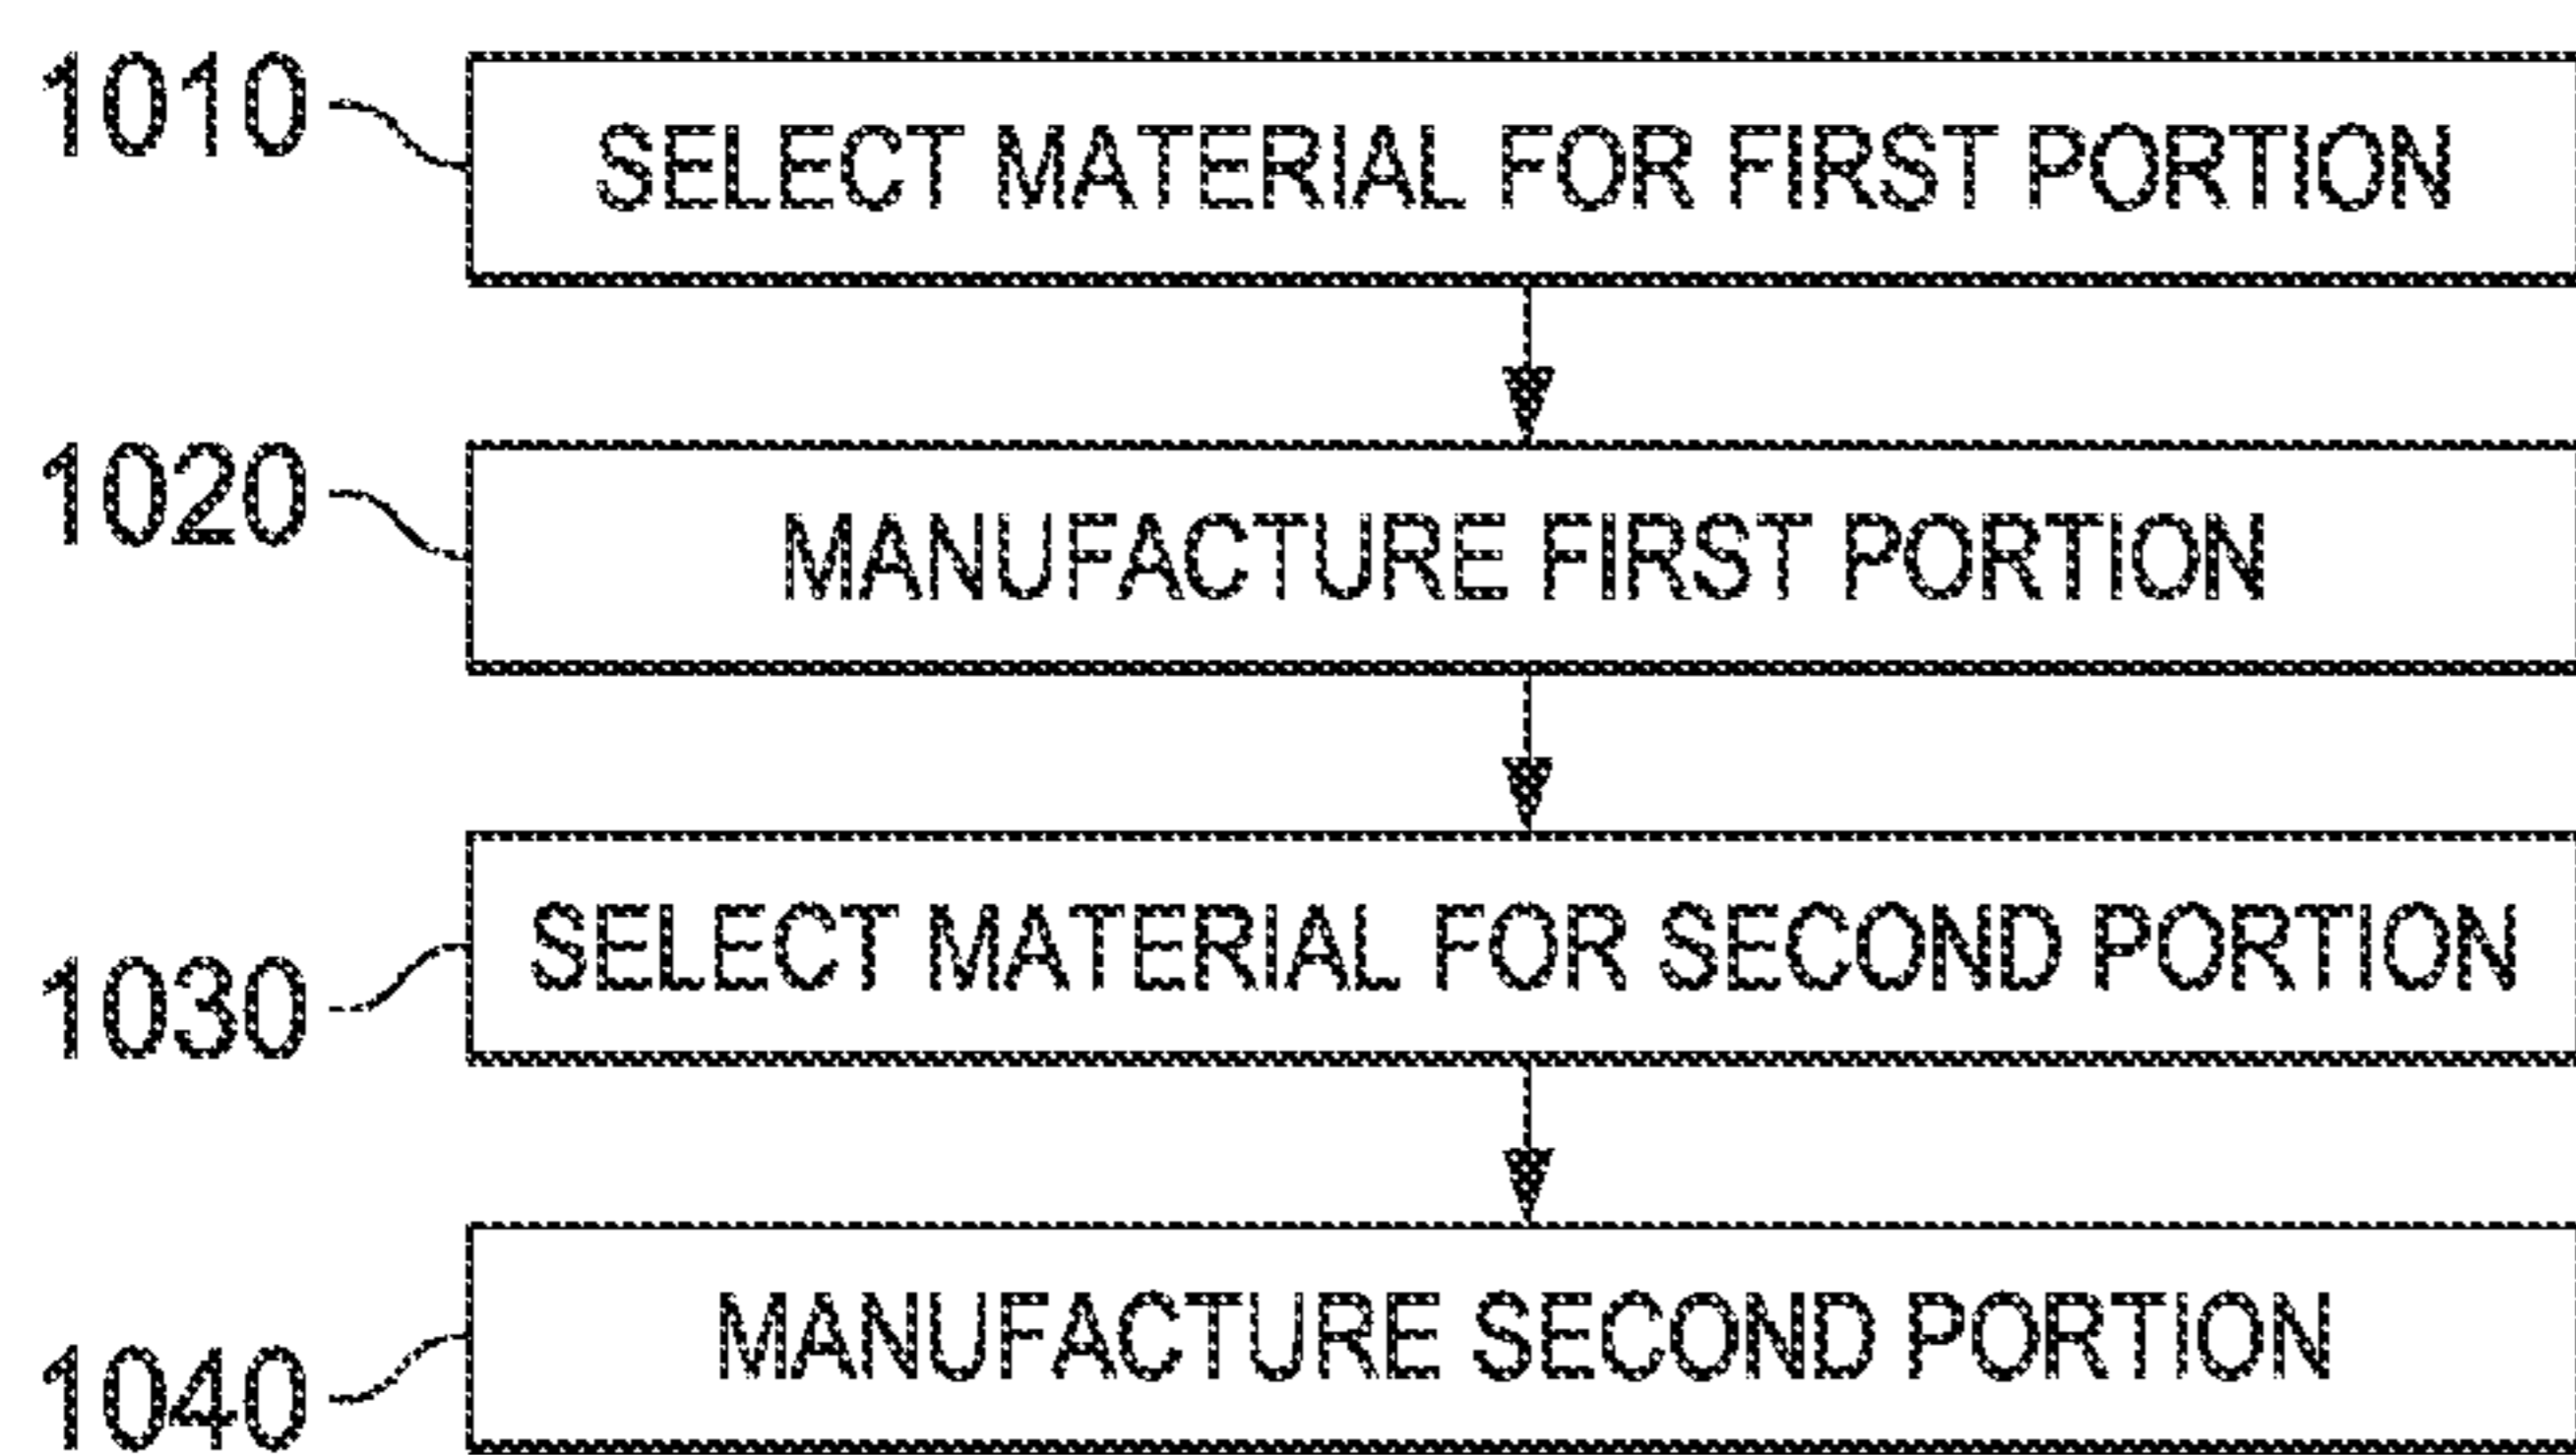 1010
SELECT MATERIAL FOR FIRST PORTION
1020
MANUFACTURE FIRST PORTION
1030
SELECT MATERIAL FOR SECOND PORTION
1040
MANUFACTURE SECOND PORTION